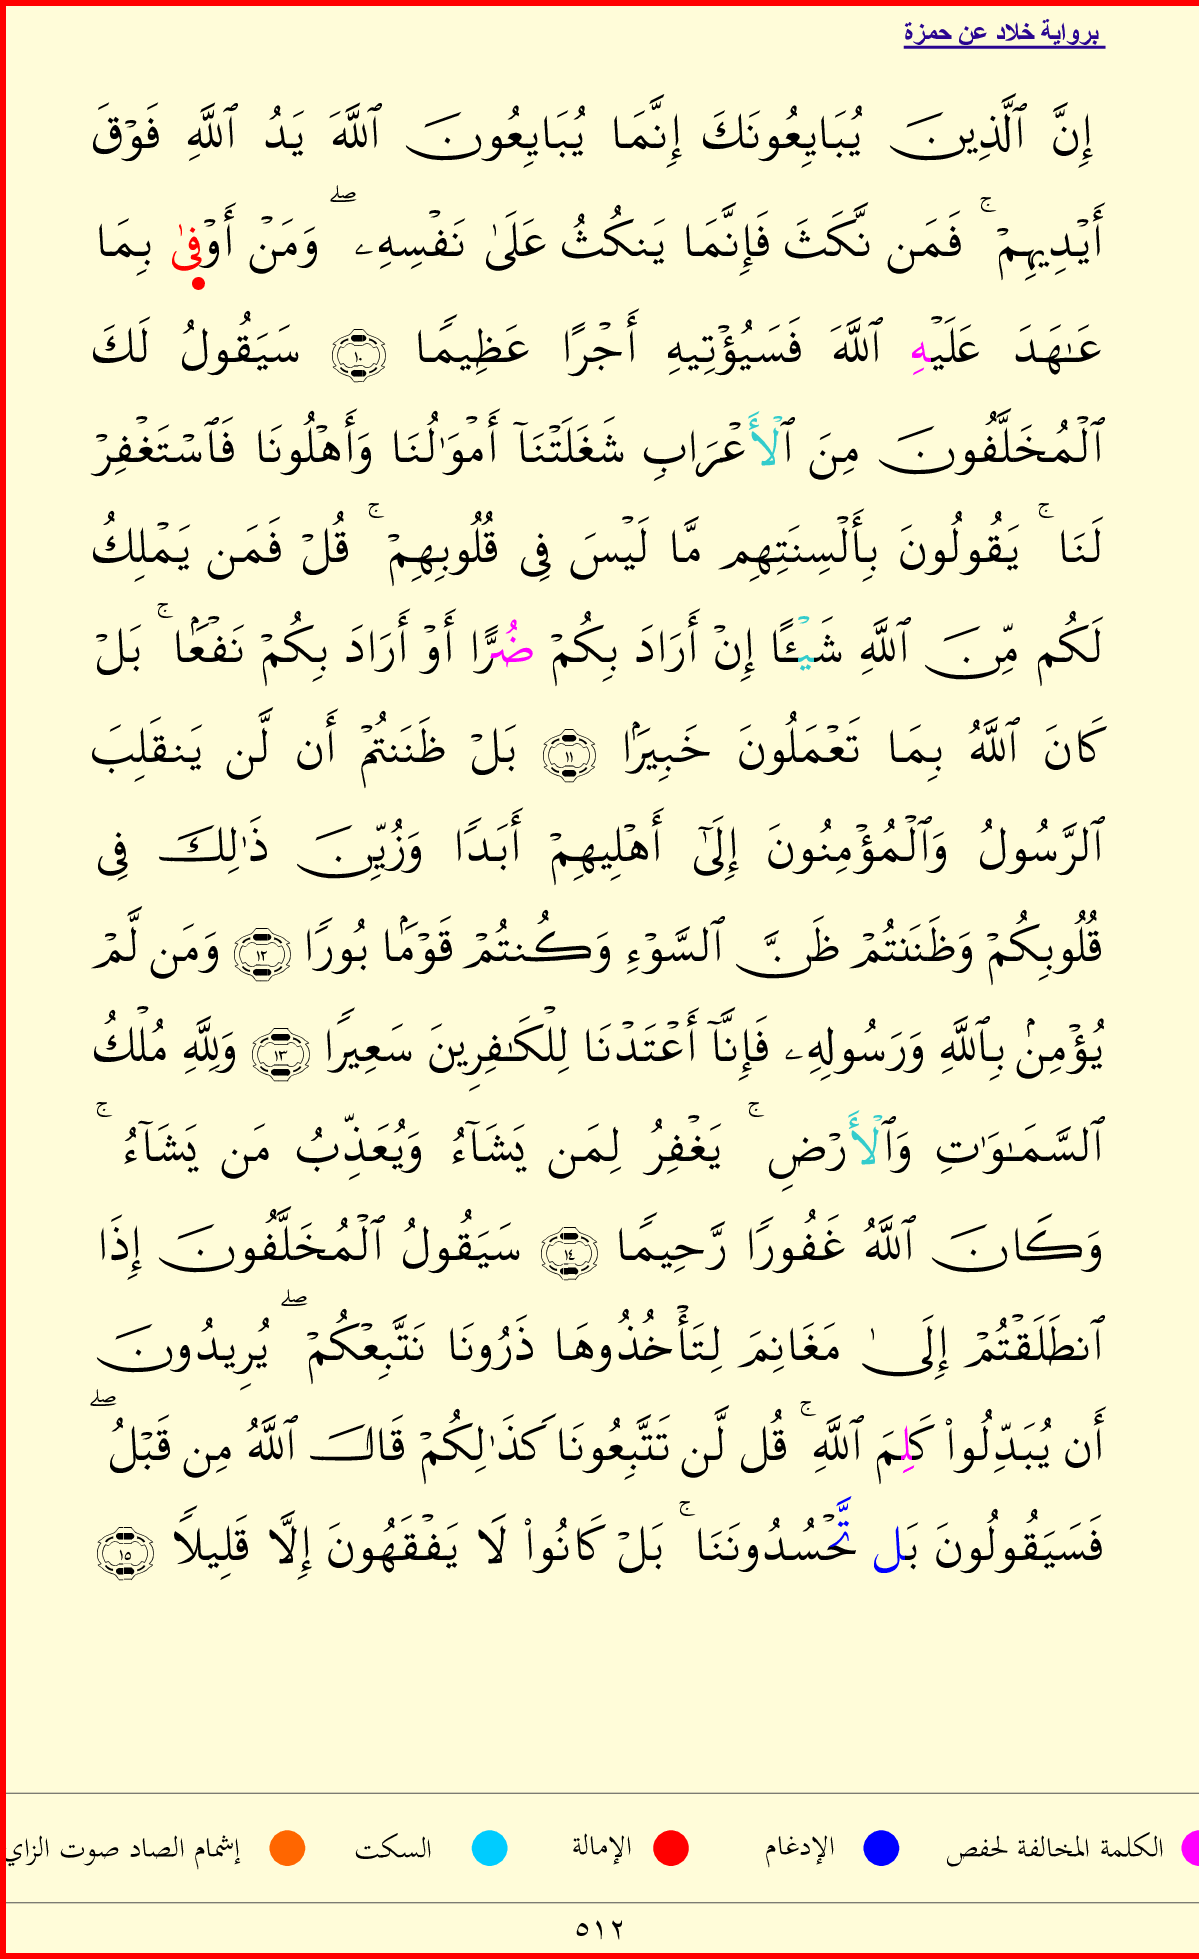 برواية خلاد عن حمزة
إِنَّ ٱلَّذِينَ يُبَايِعُونَكَ إِنَّمَا يُبَايِعُونَ ٱللَّهَ يَدُ ٱللَّهِ فَوْقَ
أَيْدِيهِمْ ۚ فَمَن نَّكَثَ فَإِنَّمَا يَنكُثُ عَلَىٰ نَفْسِهِۦ ۖ وَمَنْ أَوْفِىٰ بِمَا
عَـٰهَدَ عَلَيْهِ ٱللَّهَ فَسَيُؤْتِيهِ أَجْرًا عَظِيمًا ١٠ سَيَقُولُ لَكَ
ٱلْمُخَلَّفُونَ مِنَ ٱلْأَعْرَابِ شَغَلَتْنَآ أَمْوَٰلُنَا وَأَهْلُونَا فَٱسْتَغْفِرْ
لَنَا ۚ يَقُولُونَ بِأَلْسِنَتِهِم مَّا لَيْسَ فِى قُلُوبِهِمْ ۚ قُلْ فَمَن يَمْلِكُ
لَكُم مِّنَ ٱللَّهِ شَيْـًٔا إِنْ أَرَادَ بِكُمْ ضُرًّا أَوْ أَرَادَ بِكُمْ نَفْعَۢا ۚ بَلْ
كَانَ ٱللَّهُ بِمَا تَعْمَلُونَ خَبِيرَۢا ١١ بَلْ ظَنَنتُمْ أَن لَّن يَنقَلِبَ
ٱلرَّسُولُ وَٱلْمُؤْمِنُونَ إِلَىٰٓ أَهْلِيهِمْ أَبَدًا وَزُيِّنَ ذَٰلِكَ فِى
قُلُوبِكُمْ وَظَنَنتُمْ ظَنَّ ٱلسَّوْءِ وَكُنتُمْ قَوْمَۢا بُورًا ١٢ وَمَن لَّمْ
يُؤْمِنۢ بِٱللَّهِ وَرَسُولِهِۦ فَإِنَّآ أَعْتَدْنَا لِلْكَـٰفِرِينَ سَعِيرًا ١٣ وَلِلَّهِ مُلْكُ
ٱلسَّمَـٰوَٰتِ وَٱلْأَرْضِ ۚ يَغْفِرُ لِمَن يَشَآءُ وَيُعَذِّبُ مَن يَشَآءُ ۚ
وَكَانَ ٱللَّهُ غَفُورًا رَّحِيمًا ١٤ سَيَقُولُ ٱلْمُخَلَّفُونَ إِذَا
ٱنطَلَقْتُمْ إِلَىٰ مَغَانِمَ لِتَأْخُذُوهَا ذَرُونَا نَتَّبِعْكُمْ ۖ يُرِيدُونَ
أَن يُبَدِّلُوا۟ كَلِمَ ٱللَّهِ ۚ قُل لَّن تَتَّبِعُونَا كَذَٰلِكُمْ قَالَ ٱللَّهُ مِن قَبْلُ ۖ
فَسَيَقُولُونَ بَل تَّحْسُدُونَنَا ۚ بَلْ كَانُوا۟ لَا يَفْقَهُونَ إِلَّا قَلِيلًا ١٥
الكلمة المخالفة لحفص الإدغام الإمالة السكت إشمام الصاد صوت الزاي
٥١٢